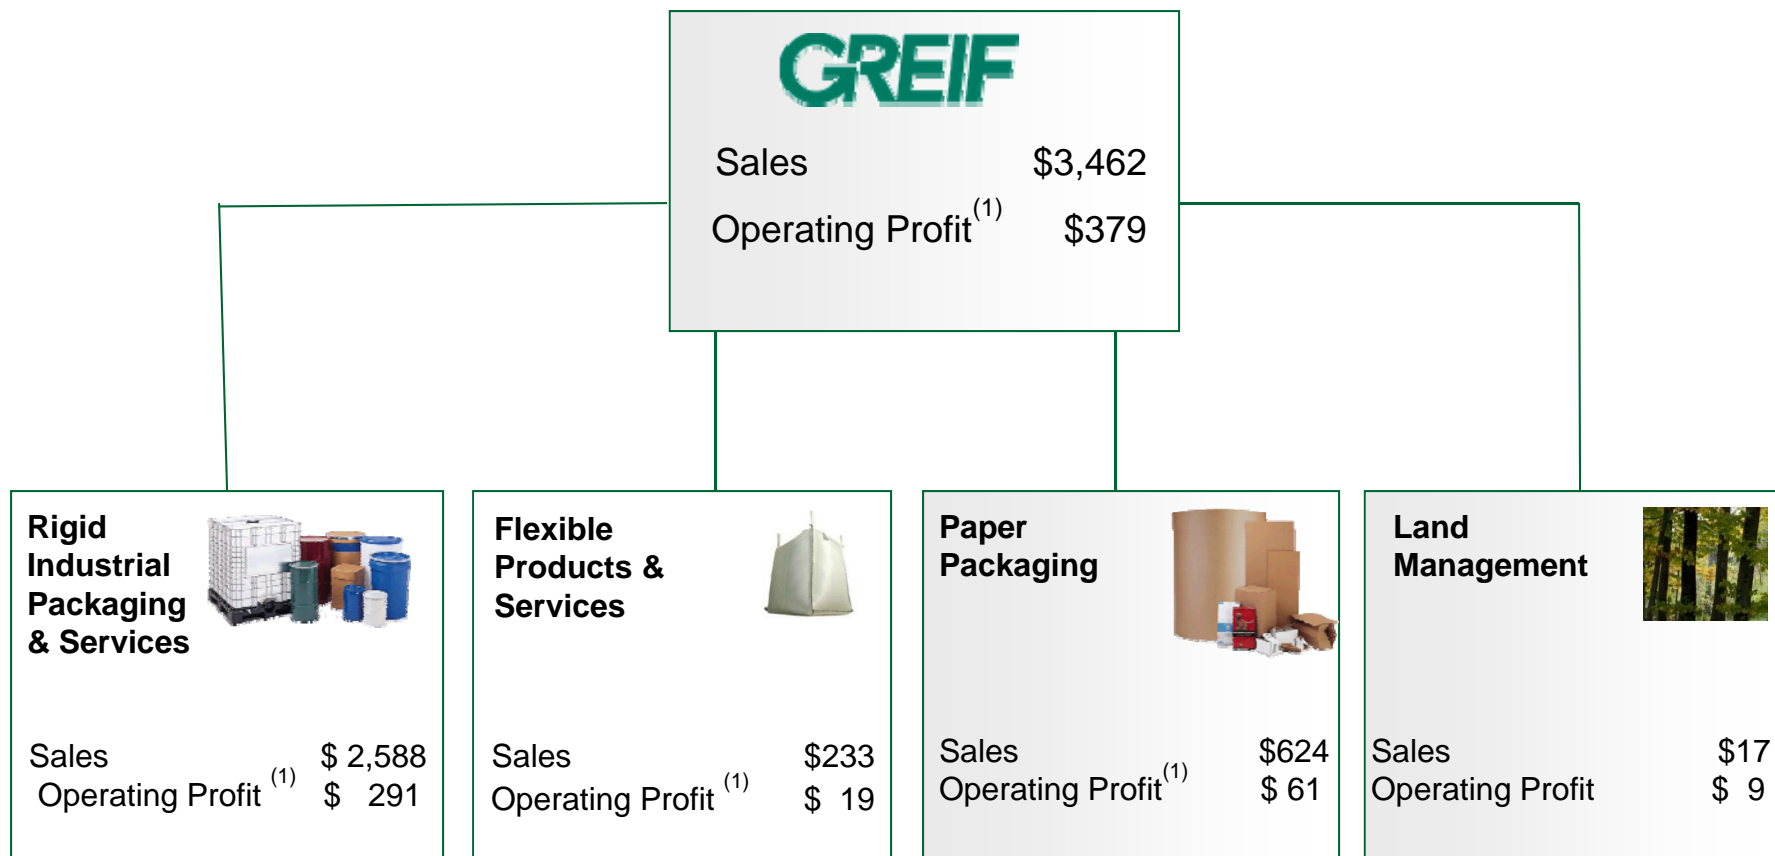 GREIF
Sales $3,462
Operating Profit(1) $379
Rigid
Industrial
Packaging
& Services
Sales $ 2,588
Operating Profit (1) $ 291
Flexible
Products &
Services
Sales $233
Operating Profit (1) $ 19
Paper
Packaging
Sales $624
Operating Profit(1) $ 61
Land
Management
Sales $17
Operating Profit $ 9